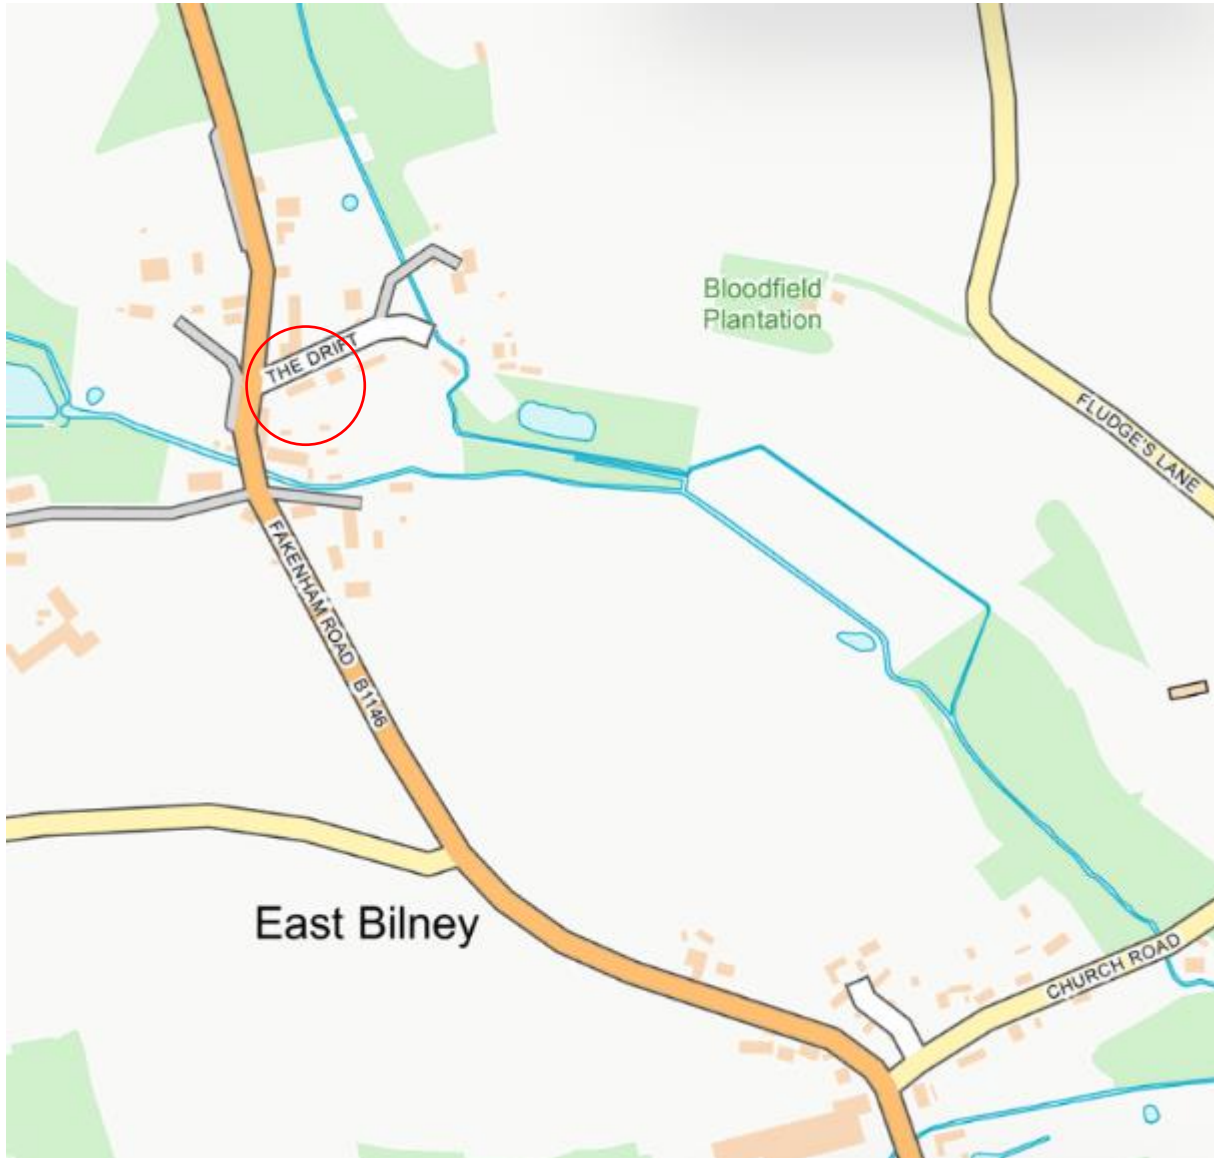 Bloodfield
Plantation
THE DRIFT
FLUDGE'S LANE
FAKENHAM ROAD B1146
East Bilney
CHURCH ROAD